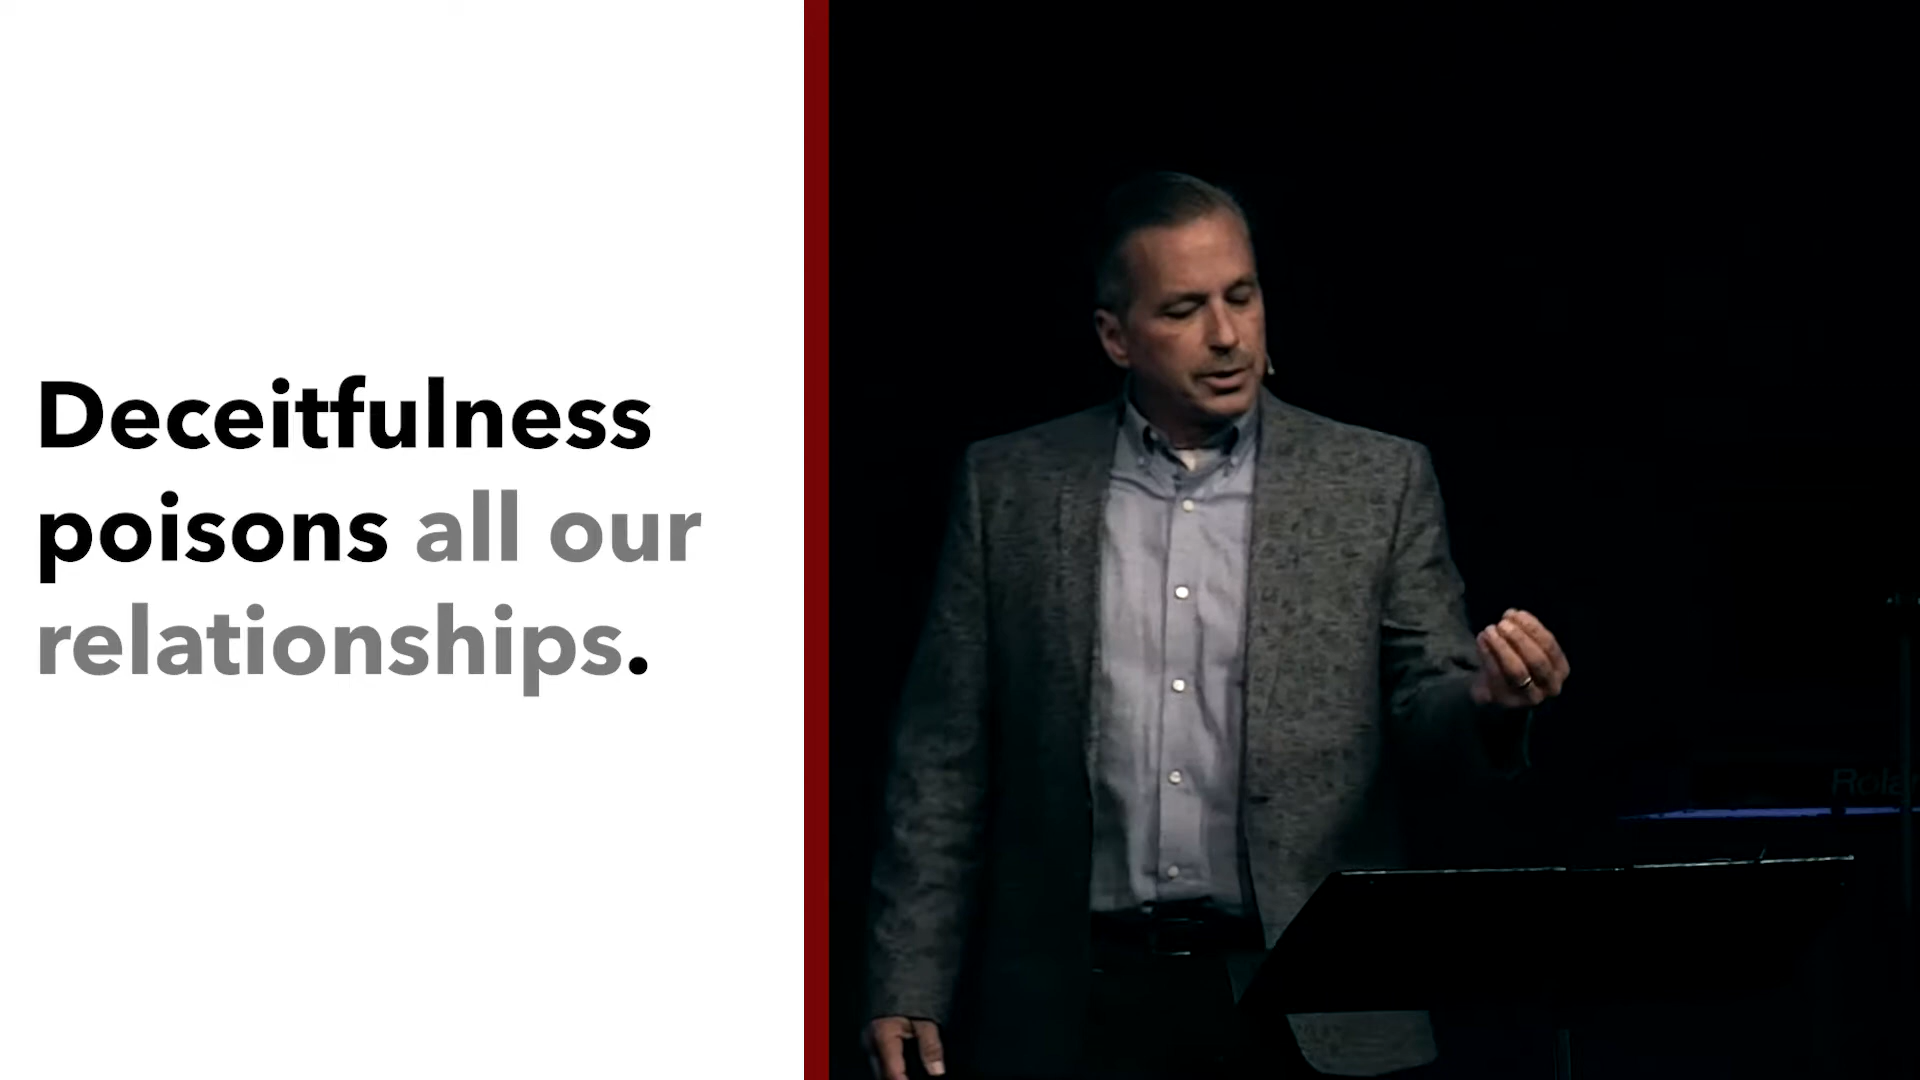 Deceitfulness
poisons all our
relationships.